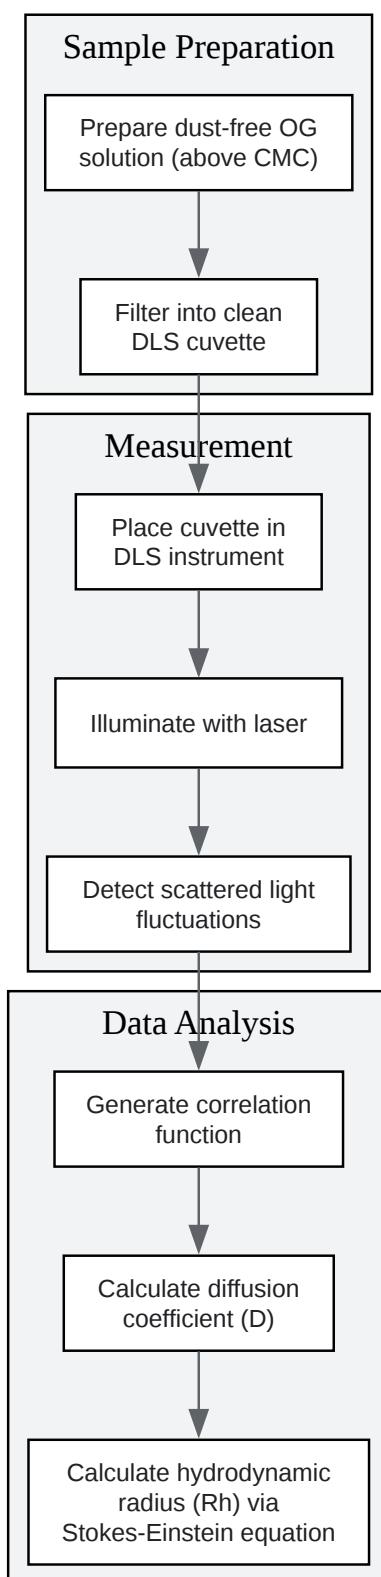 Sample Preparation
Prepare dust-free OG
solution (above CMC)
Filter into clean
DLS cuvette
Measurement
Place cuvette in
DLS instrument
Illuminate with laser
Detect scattered light
fluctuations
Data Analysis
Generate correlation
function
Calculate diffusion
coefficient (D)
Calculate hydrodynamic
radius (Rh) via
Stokes-Einstein equation